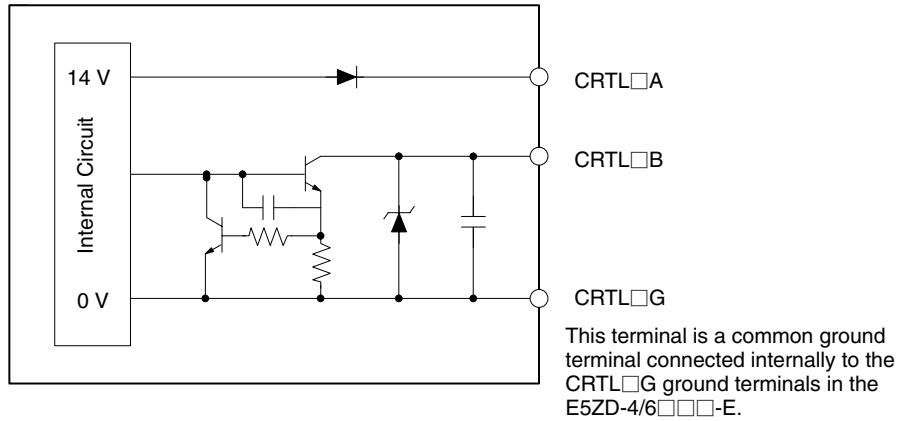 14 V
CRTL□A
Internal Circuit
CRTL□B
0 V
CRTL□G
This terminal is a common ground
terminal connected internally to the
CRTL□G ground terminals in the
E5ZD-4/6□□□-E.